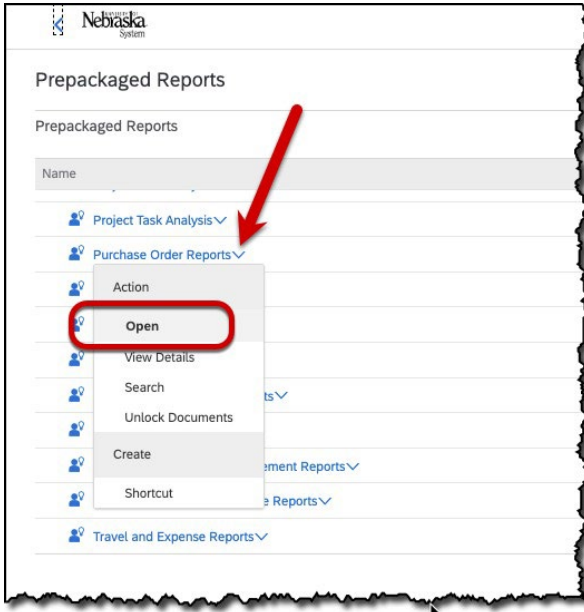 Nebraska
System
Prepackaged Reports
Prepackaged Reports
Name
Project Task Analysis
Purchase Order Reports
Action
Open
View Details
Search
ts
Unlock Documents
Create
ement Reports
Shortcut
e Reports
Travel and Expense Reports